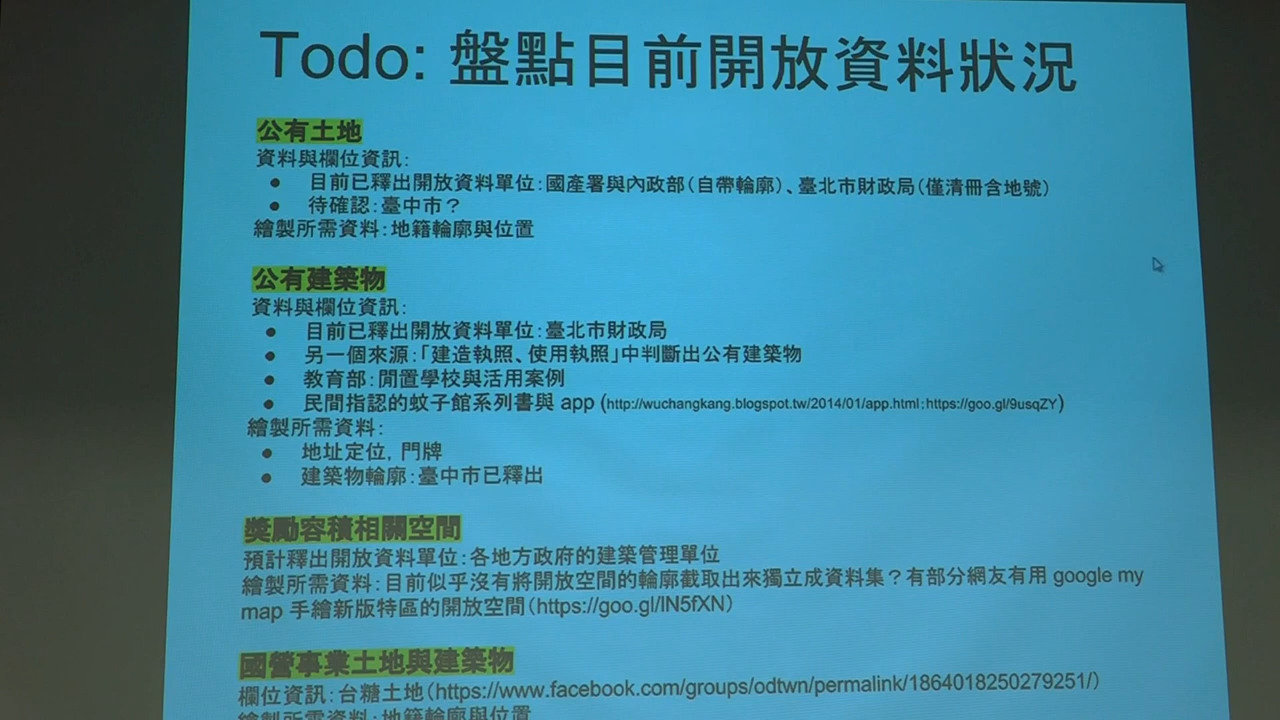 Todo: 盤點目前開放資料狀況
公有土地
資料與欄位資訊:
● 目前已釋出開放資料單位:國產署與內政部(自帶輪廓)、臺北市財政局(僅清冊含地號)
● 待確認:臺中市?
繪製所需資料:地籍輪廓與位置
公有建築物
資料與欄位資訊:
● 目前已釋出開放資料單位:臺北市財政局
● 另一個來源:「建造執照、使用執照」中判斷出公有建築物
● 教育部:閒置學校與活用案例
● 民間指認的蚊子館系列書與 app (http://wuchangkang.blogspot.tw/2014/01/app.html;https://goo.gl/9usqZY)
繪製所需資料:
● 地址定位, 門牌
● 建築物輪廓:臺中市已釋出
獎勵容積相關空間
預計釋出開放資料單位:各地方政府的建築管理單位
繪製所需資料:目前似乎沒有將開放空間的輪廓截取出來獨立成資料集?有部分網友有用 google my
map 手繪新版特區的開放空間(https://goo.gl/lN5fXN)
國營事業土地與建築物
欄位資訊:台糖土地(https://www.facebook.com/groups/odtwn/permalink/1864018250279251/)
繪製所需資料:地籍輪廓與位置